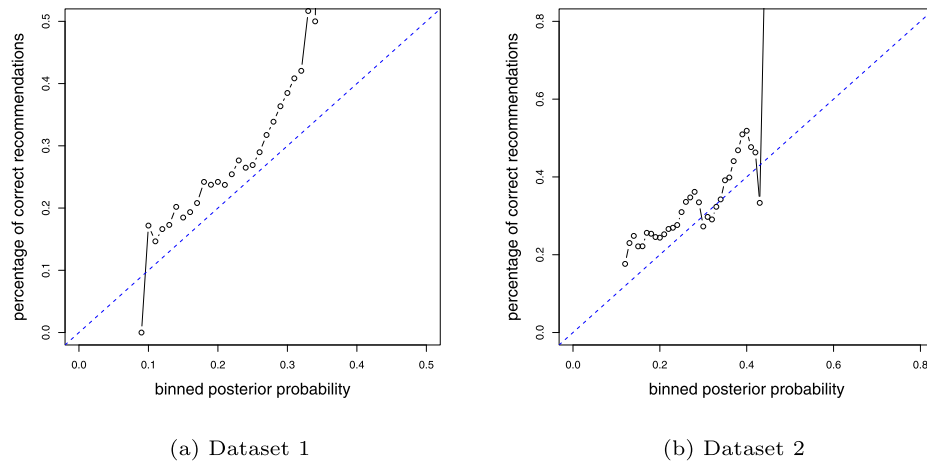 percentage of correct recommendations
0.5
0.4
0.3
0.2
0.1
0.0
0.0 0.1 0.2 0.3 0.4 0.5
binned posterior probability
(a) Dataset 1
percentage of correct recommendations
0.8
0.6
0.4
0.2
0.0
0.0 0.2 0.4 0.6 0.8
binned posterior probability
(b) Dataset 2